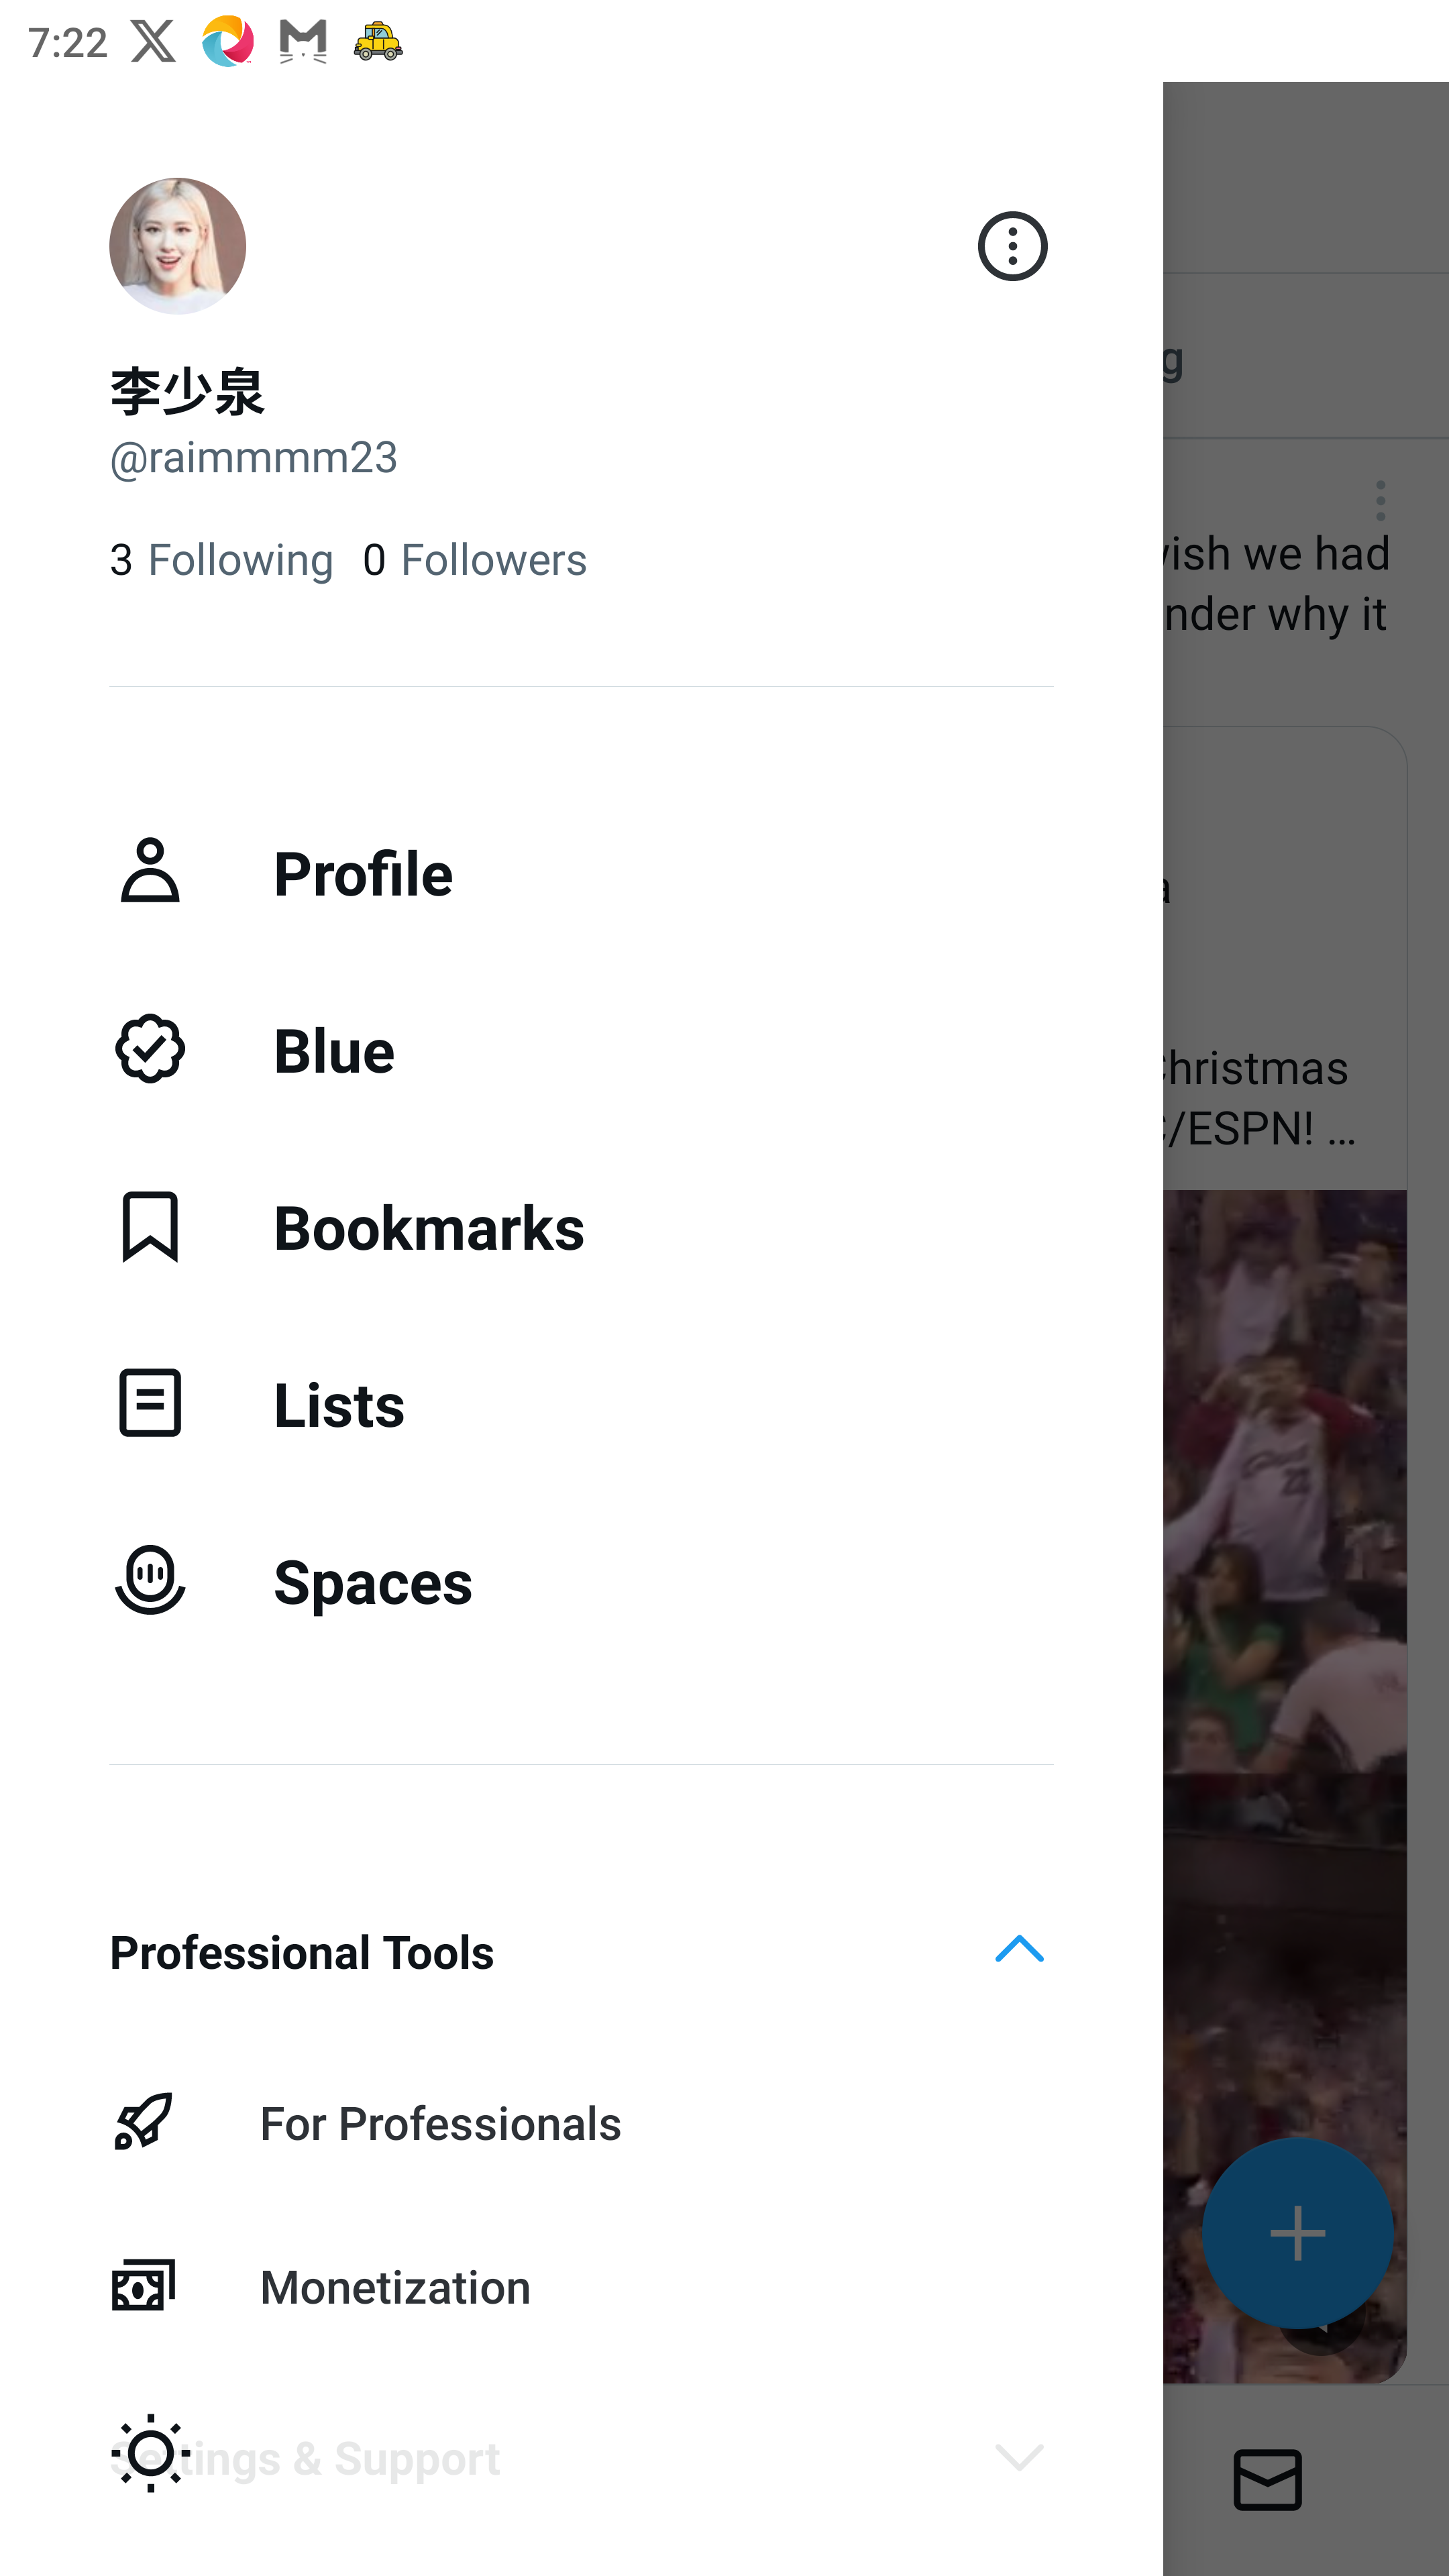 7:22
李少泉
@raimmmm23
3 Following 0 Followers
Profile
Blue
Bookmarks
Lists
Spaces
Professional Tools
For Professionals
Monetization
Settings & Support
g
wish we had
nder why it
a
Christmas
C/ESPN! …